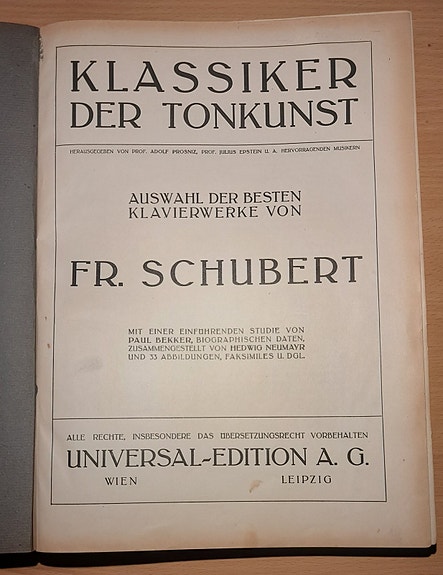 KLASSIKER
DER TONKUNST
HERAUSGEGEBEN VON PROF. ADOLF PROSNIZ, PROF. JULIUS EPSTEIN U. A. HERVORRAGENDEN MUSIKERN
AUSWAHL DER BESTEN
KLAVIERWERKE VON
FR. SCHUBERT
MIT EINER EINFÜHRENDEN STUDIE VON
PAUL BEKKER, BIOGRAPHISCHEN DATEN,
ZUSAMMENGESTELLT VON HEDWIG NEUMAYR
UND 33 ABBILDUNGEN, FAKSIMILES U. DGL.
ALLE RECHTE, INSBESONDERE DAS ÜBERSETZUNGSRECHT VORBEHALTEN
UNIVERSAL-EDITION A. G.
WIEN LEIPZIG